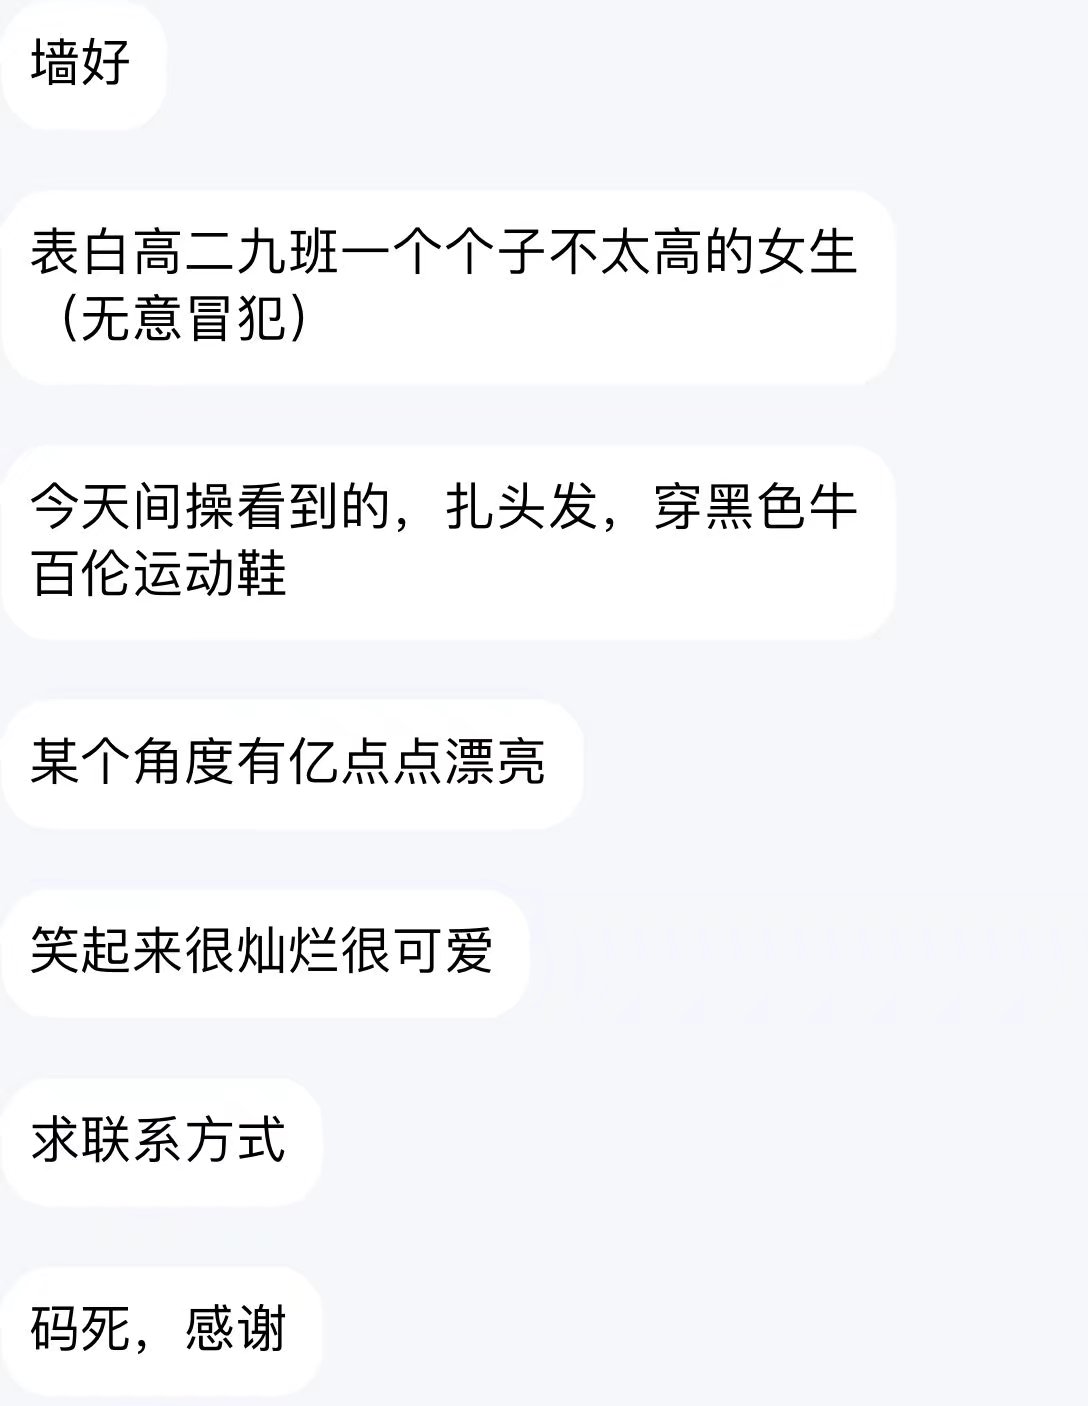 墙好
表白高二九班一个个子不太高的女生
（无意冒犯）
今天间操看到的，扎头发，穿黑色牛
百伦运动鞋
某个角度有亿点点漂亮
笑起来很灿烂很可爱
求联系方式
码死，感谢